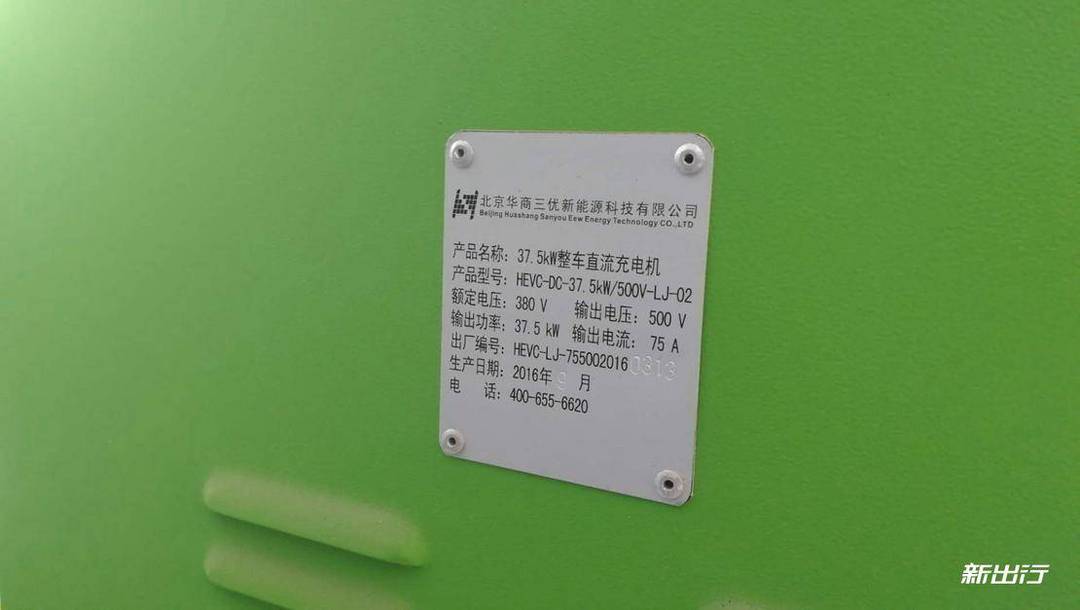 北京华商三优新能源科技有限公司
Beijing Huashang Sanyou Eew Energy Technology CO.,LTD
产品名称：37.5kW整车直流充电机
产品型号：HEVC-DC-37.5kW/500V-LJ-02
额定电压：380 V 输出电压：500 V
输出功率：37.5 kW 输出电流：75 A
出厂编号：HEVC-LJ-7550020160313
生产日期：2016年9月
电 话：400-655-6620
新出行